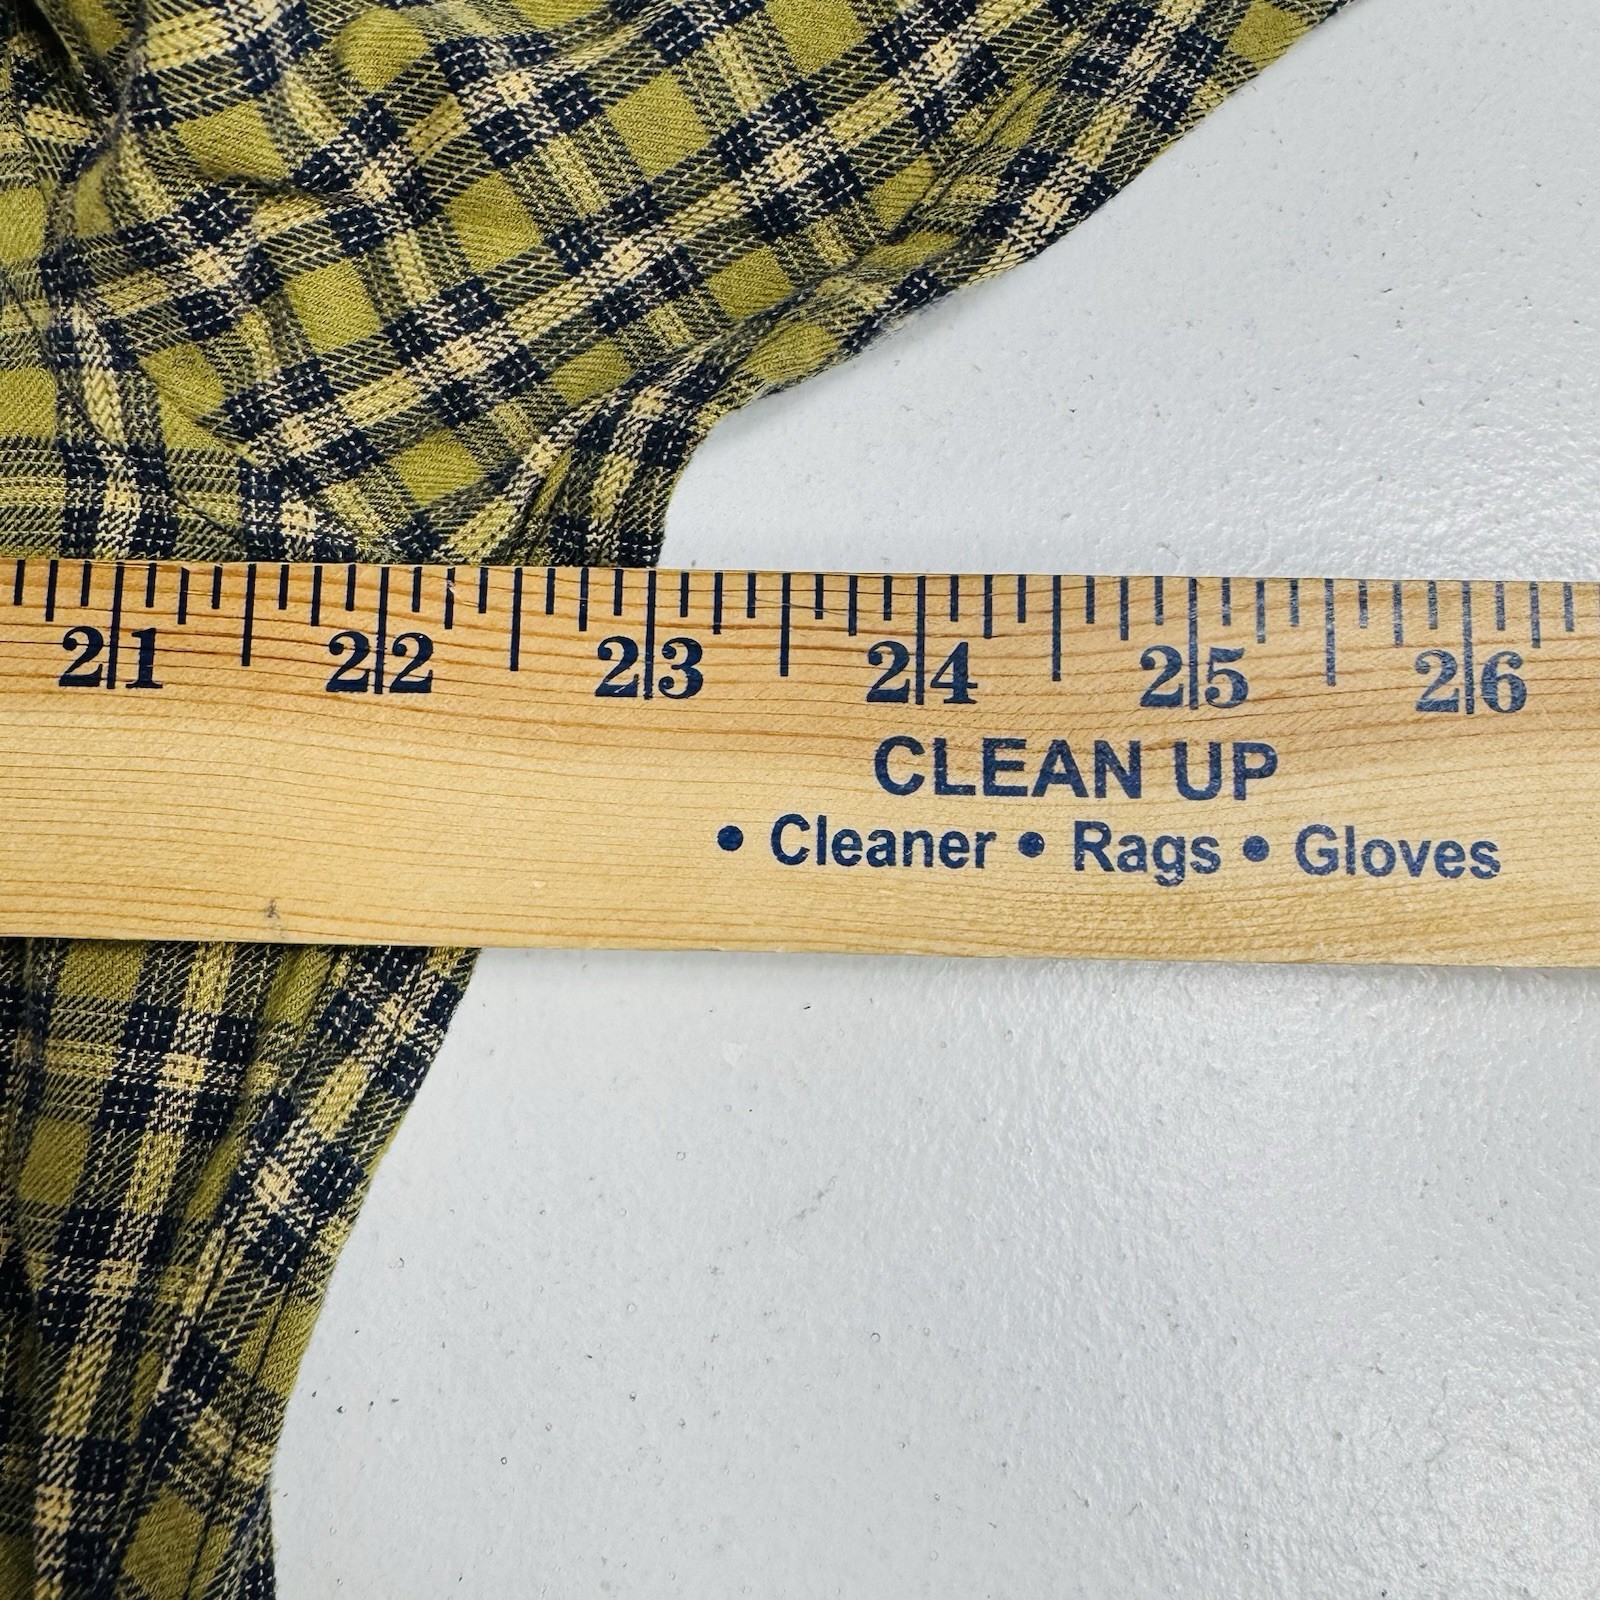 21 22 23 24 25 26
CLEAN UP
• Cleaner • Rags • Gloves